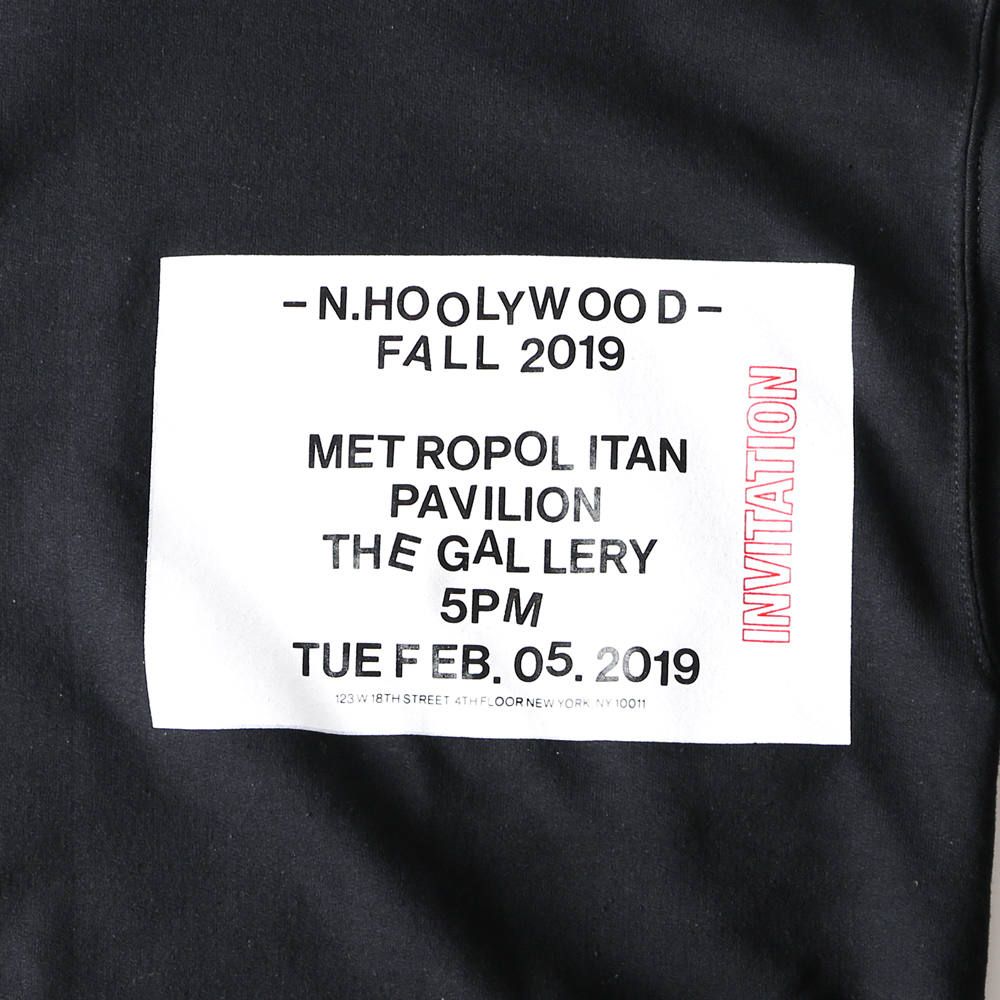 –N.HOOLYWOOD–
FALL 2019
METROPOLITAN
PAVILION
THE GALLERY
5PM
TUE FEB. 05. 2019
123 W 18TH STREET 4TH FLOOR NEW YORK NY 10011
INVITATION